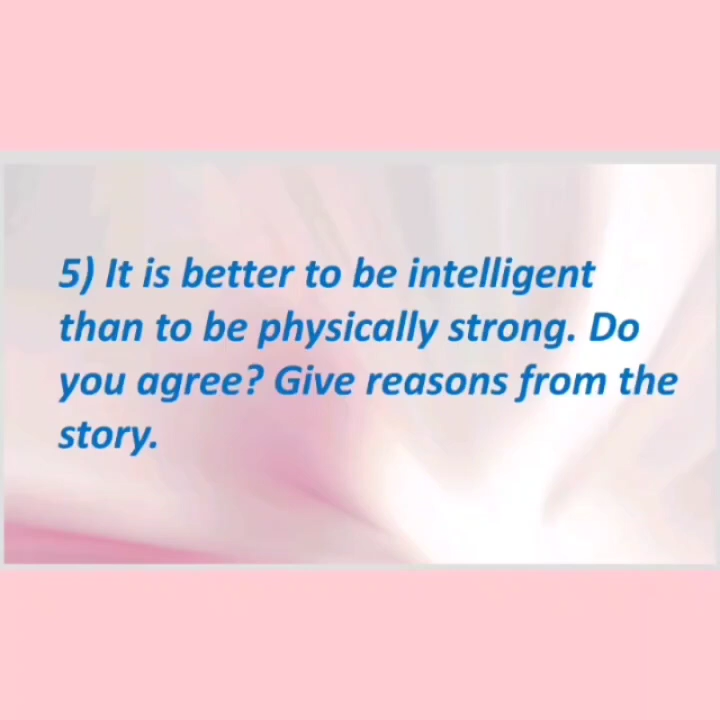 5) It is better to be intelligent
than to be physically strong. Do
you agree? Give reasons from the
story.